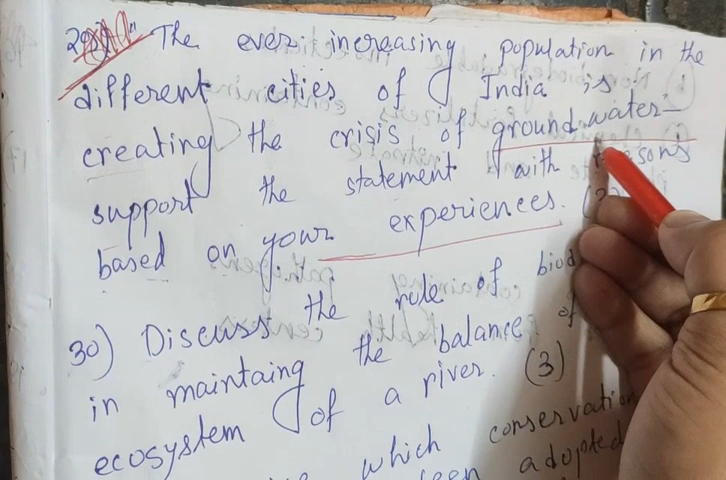 The ever increasing population in the
different cities of India is
creating the crisis of ground water—
support the statement with reasons
based on your experiences.
30) Discuss the role of
in maintaing the balance of
ecosystem of a river. (3)
which conservation
been adopted